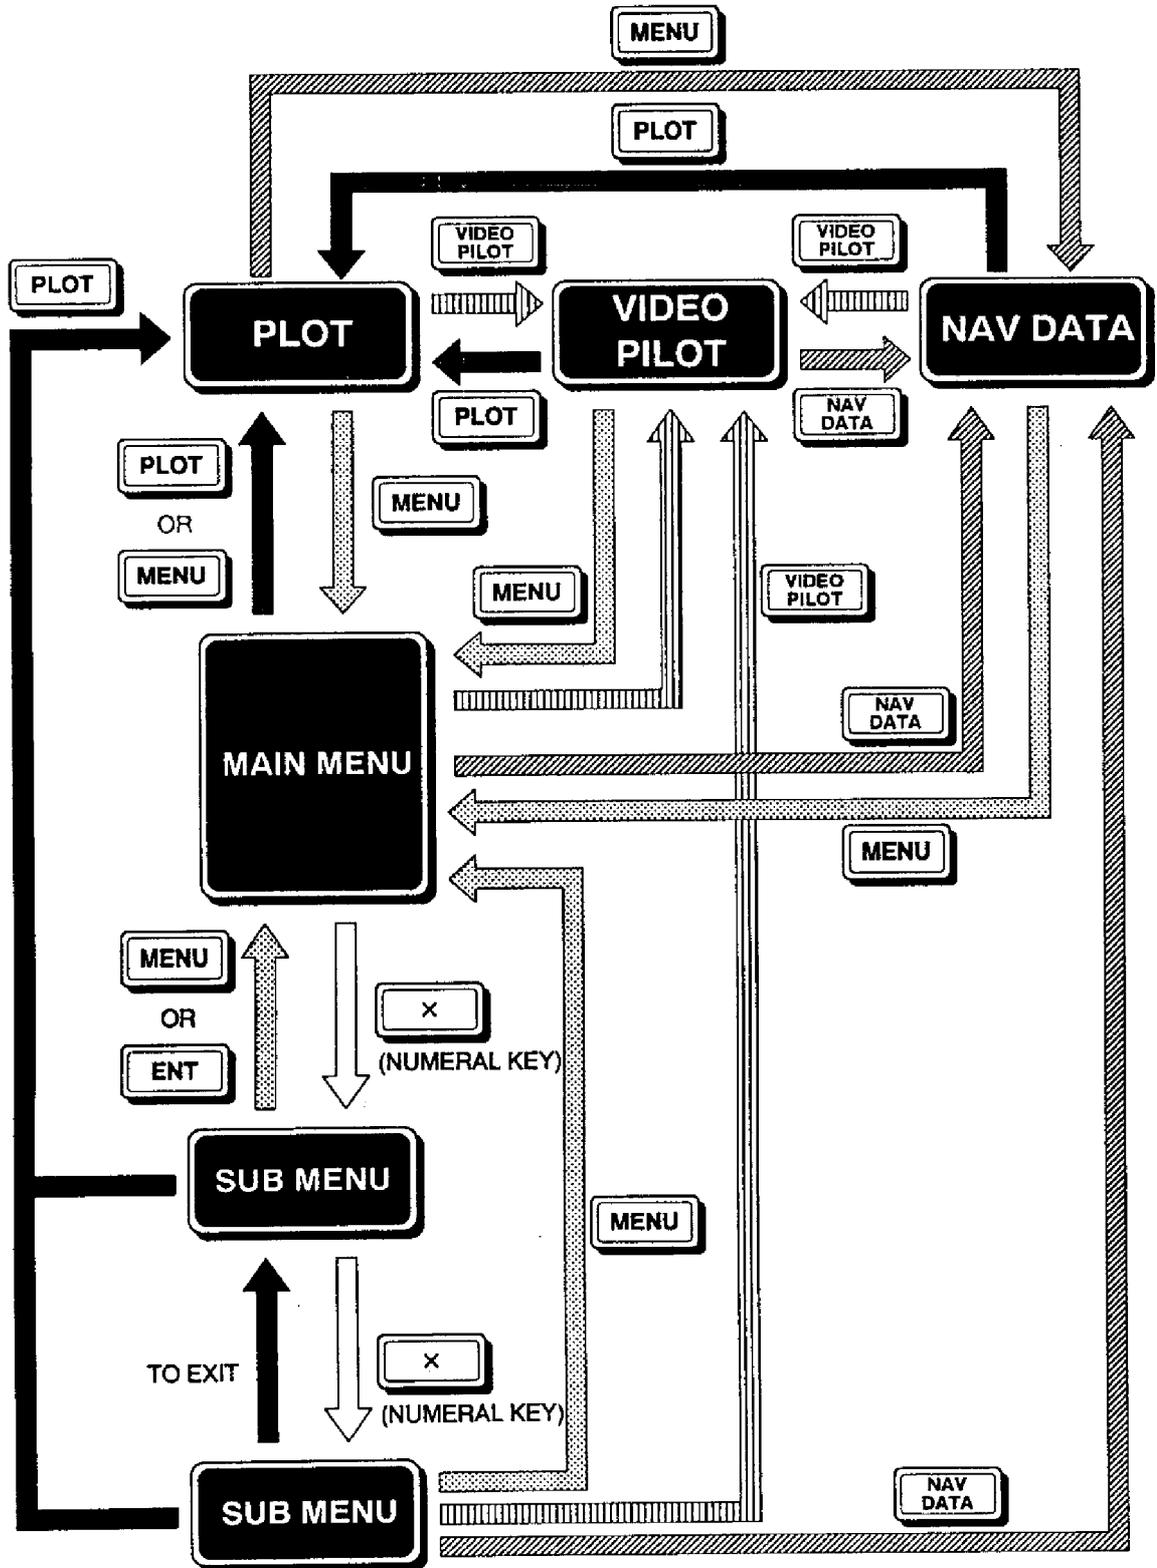 MENU
PLOT
VIDEO
PILOT
VIDEO
PILOT
PLOT
PLOT
VIDEO
PILOT
NAV DATA
PLOT
NAV
DATA
PLOT
OR
MENU
MENU
MENU
VIDEO
PILOT
NAV
DATA
MAIN MENU
MENU
MENU
OR
ENT
×
(NUMERAL KEY)
SUB MENU
MENU
TO EXIT
×
(NUMERAL KEY)
SUB MENU
NAV
DATA